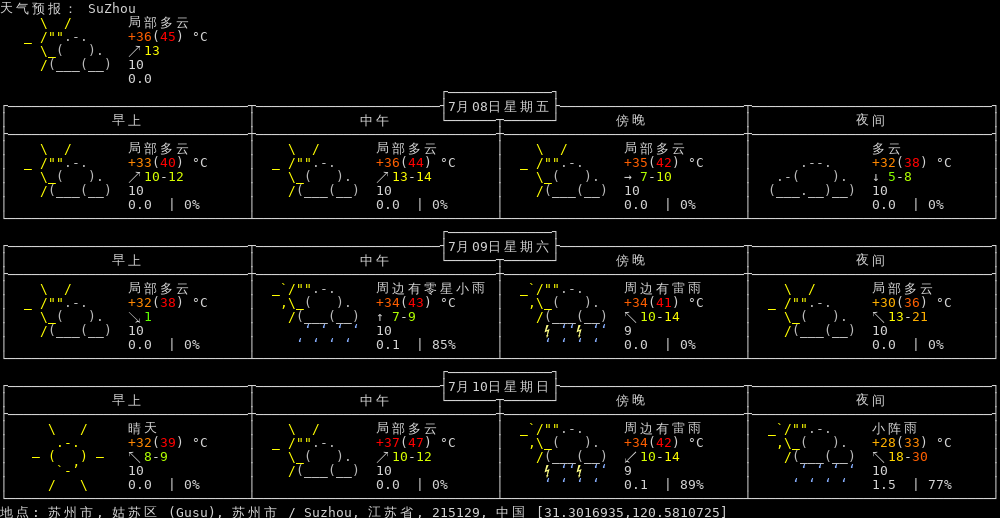 天气预报： SuZhou
局部多云
+36(45) °C
↗ 13
10
0.0
7月08日星期五
早上 中午 傍晚 夜间
局部多云 局部多云 局部多云 多云
+33(40) °C +36(44) °C +35(42) °C +32(38) °C
↗ 10-12 ↗ 13-14 → 7-10 ↓ 5-8
10 10 10 10
0.0 | 0% 0.0 | 0% 0.0 | 0% 0.0 | 0%
7月09日星期六
早上 中午 傍晚 夜间
局部多云 周边有零星小雨 周边有雷雨 局部多云
+32(38) °C +34(43) °C +34(41) °C +30(36) °C
↘ 1 ↑ 7-9 ↖ 10-14 ↖ 13-21
10 10 9 10
0.0 | 0% 0.1 | 85% 0.0 | 0% 0.0 | 0%
7月10日星期日
早上 中午 傍晚 夜间
晴天 局部多云 周边有雷雨 小阵雨
+32(39) °C +37(47) °C +34(42) °C +28(33) °C
↖ 8-9 ↗ 10-12 ↙ 10-14 ↖ 18-30
10 10 9 10
0.0 | 0% 0.0 | 0% 0.1 | 89% 1.5 | 77%
地点: 苏州市, 姑苏区 (Gusu), 苏州市 / Suzhou, 江苏省, 215129, 中国 [31.3016935,120.5810725]